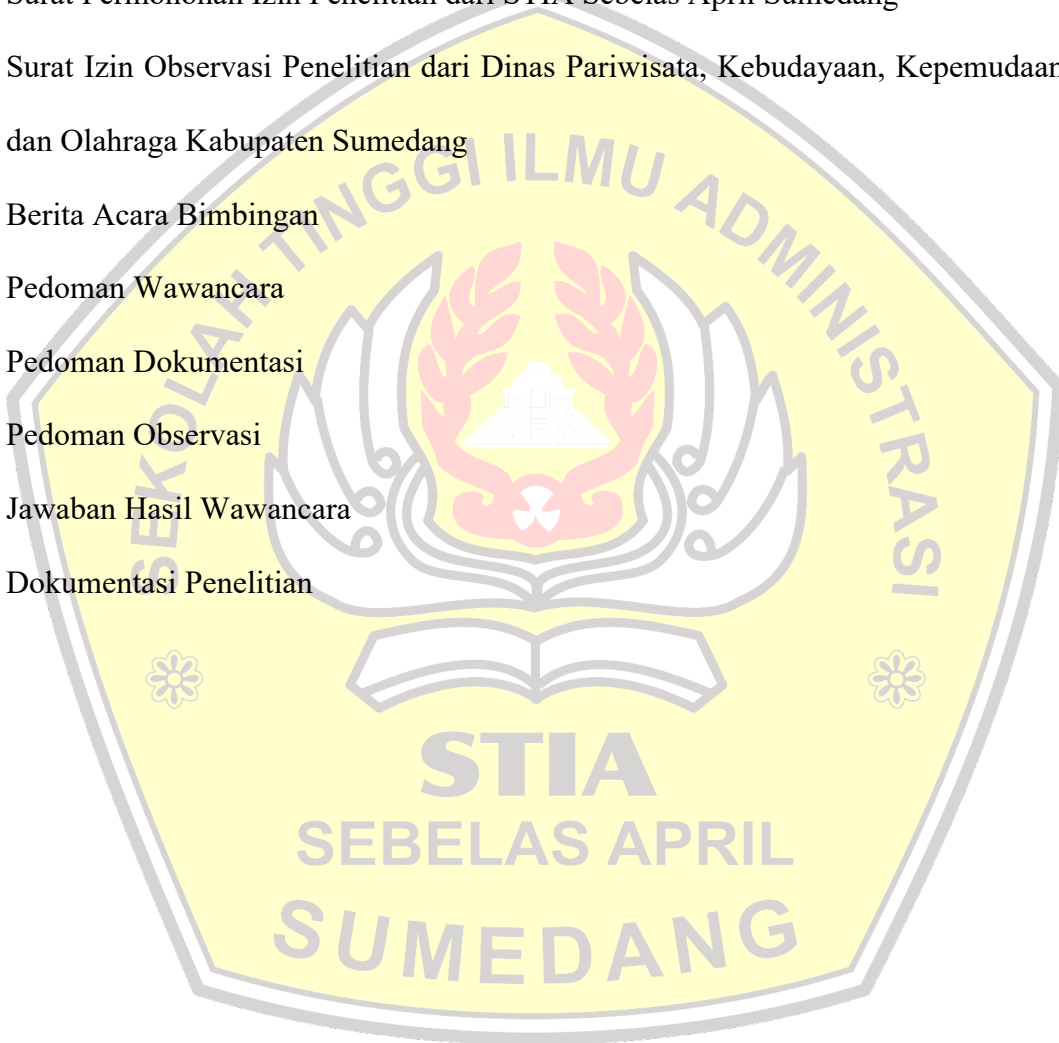 Surat Permohonan Izin Penelitian dari STIA Sebelas April Sumedang
Surat Izin Observasi Penelitian dari Dinas Pariwisata, Kebudayaan, Kepemudaan
dan Olahraga Kabupaten Sumedang
Berita Acara Bimbingan
Pedoman Wawancara
Pedoman Dokumentasi
Pedoman Observasi
Jawaban Hasil Wawancara
Dokumentasi Penelitian
SEKOLAH TINGGI ILMU ADMINISTRASI
STIA
SEBELAS APRIL
SUMEDANG